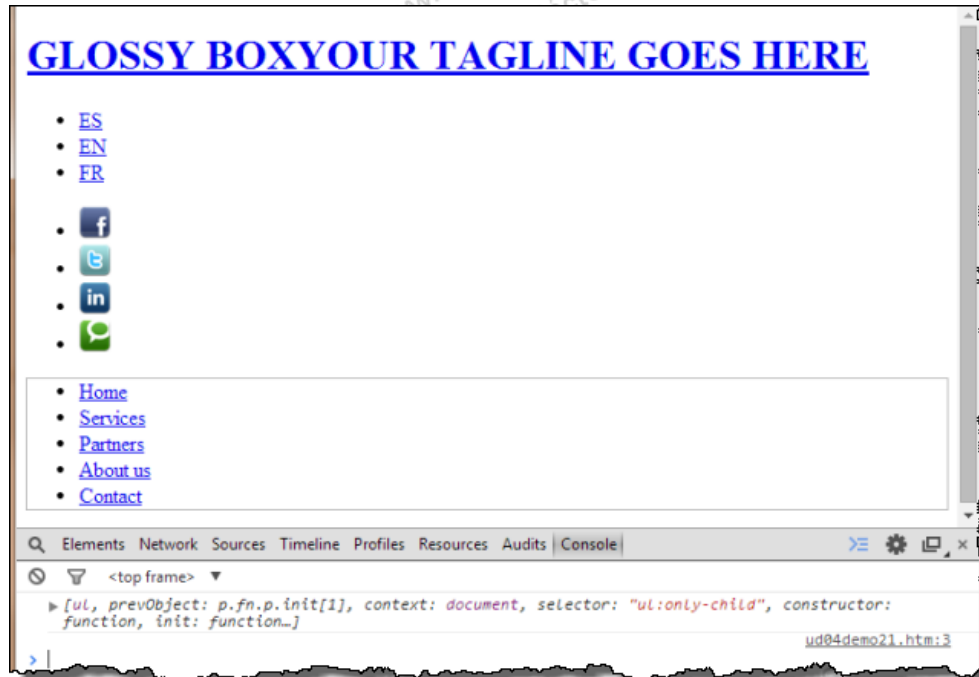 GLOSSY BOXYOUR TAGLINE GOES HERE
ES
EN
FR
f
in
Home
Services
Partners
About us
Contact
Elements Network Sources Timeline Profiles Resources Audits Console
<top frame> ▼
▶[ul, prevObject: p.fn.p.init[1], context: document, selector: "ul:only-child", constructor:
function, init: function…]
ud04demo21.htm:3
>